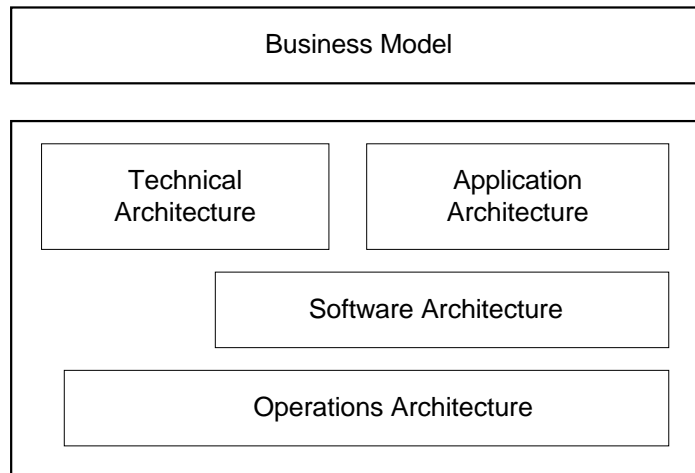 Business Model
Technical
Architecture
Application
Architecture
Software Architecture
Operations Architecture